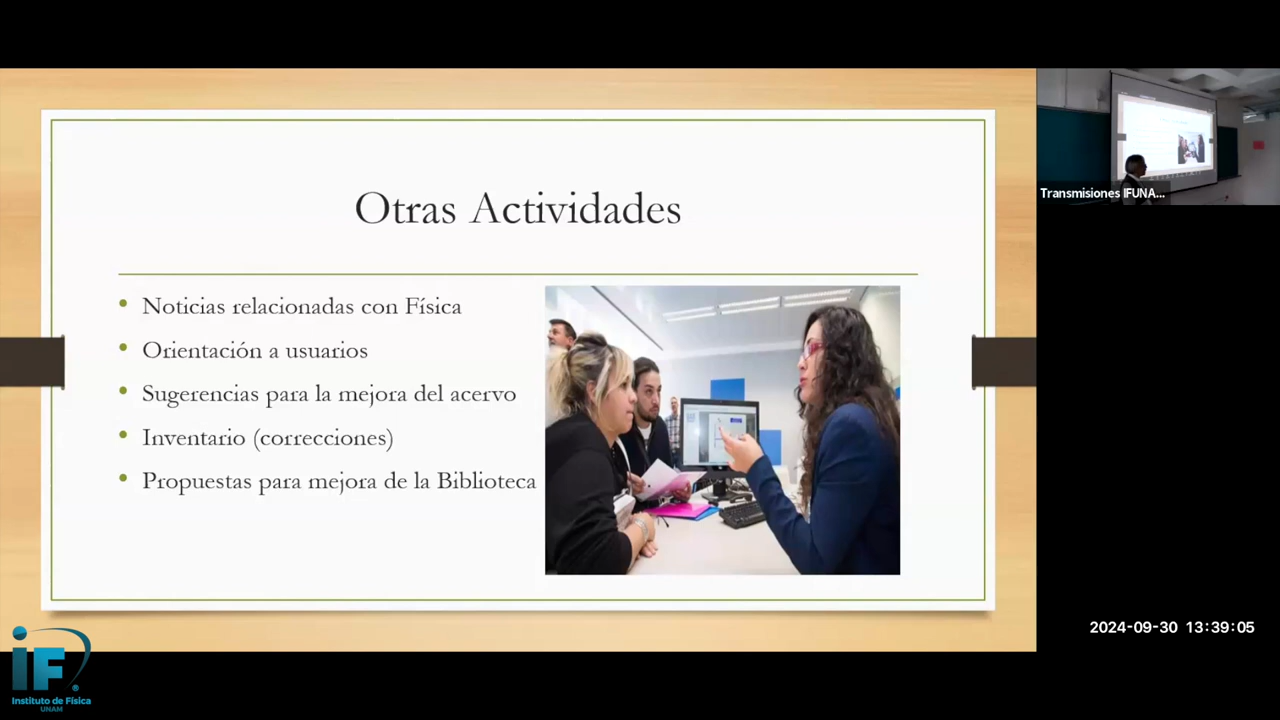 Otras Actividades
• Noticias relacionadas con Física
• Orientación a usuarios
• Sugerencias para la mejora del acervo
• Inventario (correcciones)
• Propuestas para mejora de la Biblioteca
Transmisiones IFUNA...
2024-09-30 13:39:05
iF®
Instituto de Física
UNAM